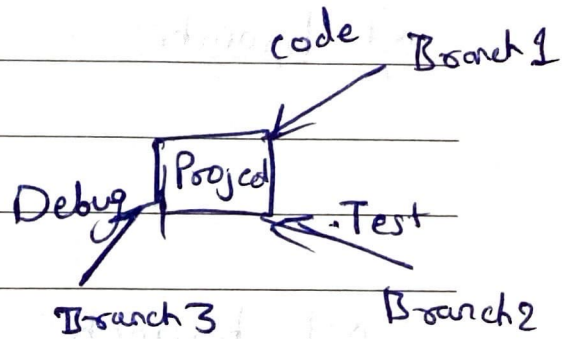 code
Branch 1
Project
Debug
Test
Branch 3
Branch 2